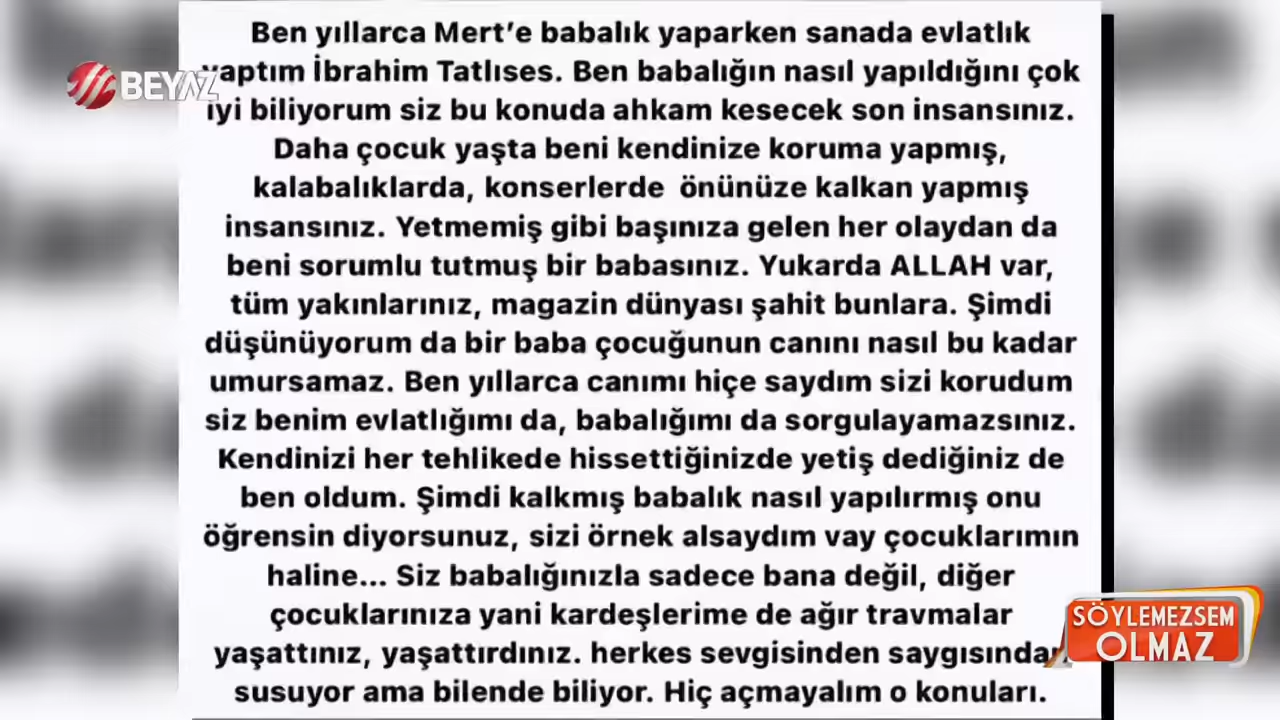 Ben yıllarca Mert’e babalık yaparken sanada evlatlık
yaptım İbrahim Tatlıses. Ben babalığın nasıl yapıldığını çok
iyi biliyorum siz bu konuda ahkam kesecek son insansınız.
Daha çocuk yaşta beni kendinize koruma yapmış,
kalabalıklarda, konserlerde önünüze kalkan yapmış
insansınız. Yetmemiş gibi başınıza gelen her olaydan da
beni sorumlu tutmuş bir babasınız. Yukarda ALLAH var,
tüm yakınlarınız, magazin dünyası şahit bunlara. Şimdi
düşünüyorum da bir baba çocuğunun canını nasıl bu kadar
umursamaz. Ben yıllarca canımı hiçe saydım sizi korudum
siz benim evlatlığımı da, babalığımı da sorgulayamazsınız.
Kendinizi her tehlikede hissettiğinizde yetiş dediğiniz de
ben oldum. Şimdi kalkmış babalık nasıl yapılırmış onu
öğrensin diyorsunuz, sizi örnek alsaydım vay çocuklarımın
haline... Siz babalığınızla sadece bana değil, diğer
çocuklarınıza yani kardeşlerime de ağır travmalar
yaşattınız, yaşattırdınız. herkes sevgisinden saygısından
susuyor ama bilende biliyor. Hiç açmayalım o konuları.
BEYAZ
SÖYLEMEZSEM
OLMAZ